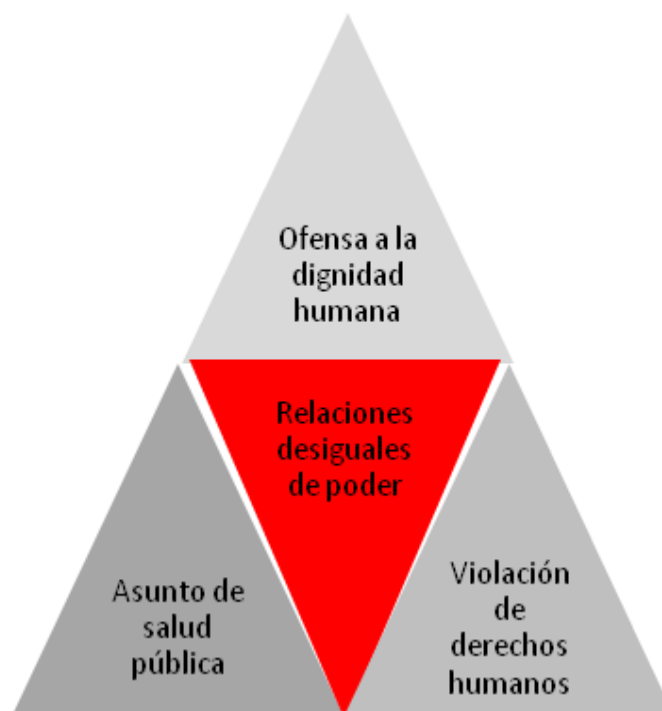 Ofensa a la
dignidad
humana
Relaciones
desiguales
de poder
Asunto de
salud
pública
Violación
de
derechos
humanos